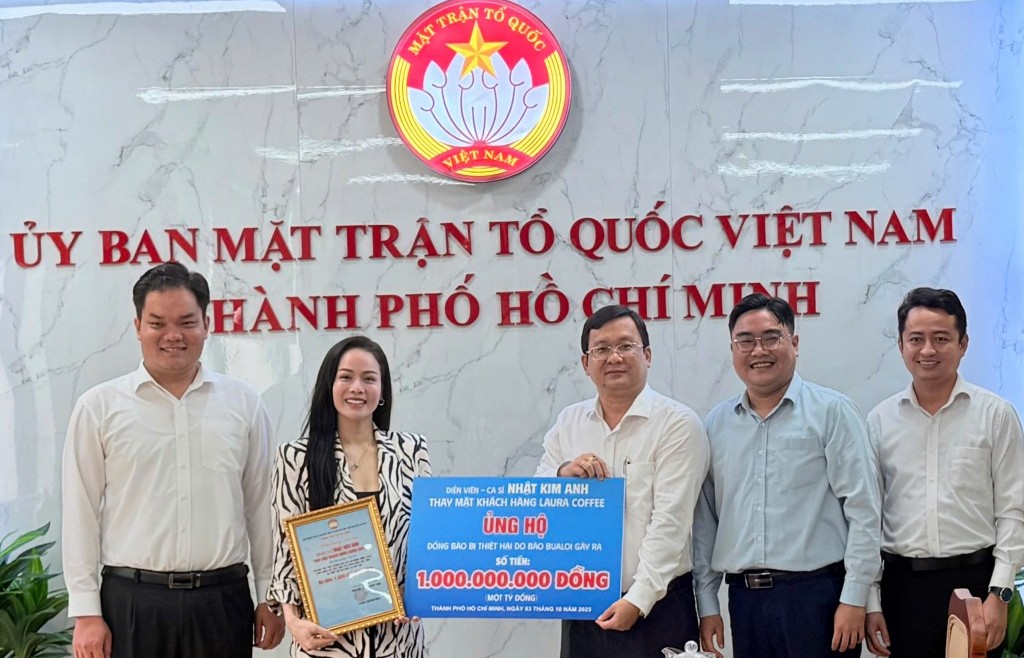 MẶT TRẬN TỔ QUỐC
VIỆT NAM
ỦY BAN MẶT TRẬN TỔ QUỐC VIỆT NAM
HÀNH PHỐ HỒ CHÍ MINH
DIỄN VIÊN - CA SĨ NHẬT KIM ANH
THAY MẶT KHÁCH HÀNG LAURA COFFEE
ỦNG HỘ
ĐỒNG BÀO BỊ THIỆT HẠI DO BÃO BUALOI GÂY RA
SỐ TIỀN:
1.000.000.000 ĐỒNG
(MỘT TỶ ĐỒNG)
THÀNH PHỐ HỒ CHÍ MINH, NGÀY 03 THÁNG 10 NĂM 2025